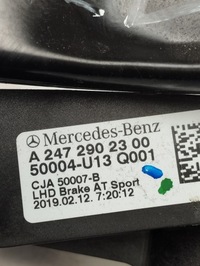 Mercedes-Benz
A 247 290 23 00
50004-U13 Q001
CJA 50007-B
LHD Brake AT Sport
2019.02.12. 7:20:12